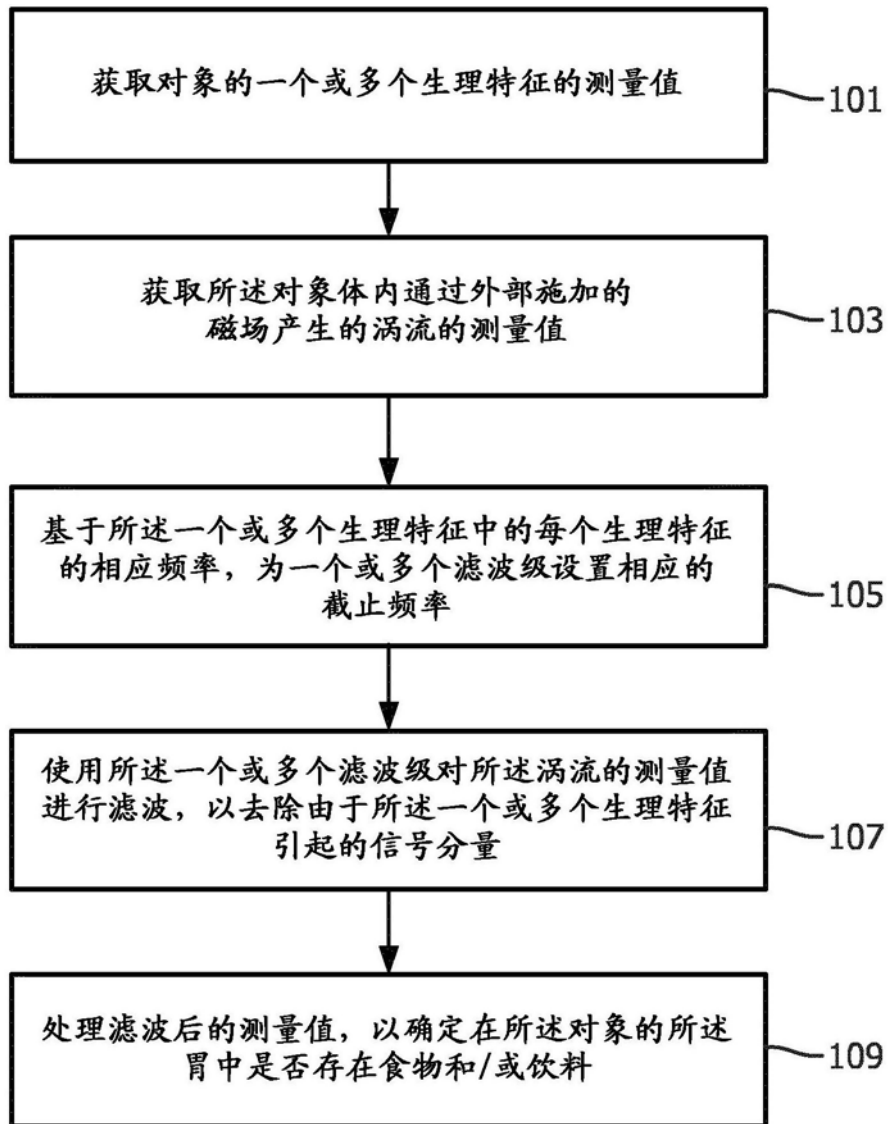 获取对象的一个或多个生理特征的测量值
101
获取所述对象体内通过外部施加的
磁场产生的涡流的测量值
103
基于所述一个或多个生理特征中的每个生理特征
的相应频率，为一个或多个滤波级设置相应的
截止频率
105
使用所述一个或多个滤波级对所述涡流的测量值
进行滤波，以去除由于所述一个或多个生理特征
引起的信号分量
107
处理滤波后的测量值，以确定在所述对象的所述
胃中是否存在食物和/或饮料
109